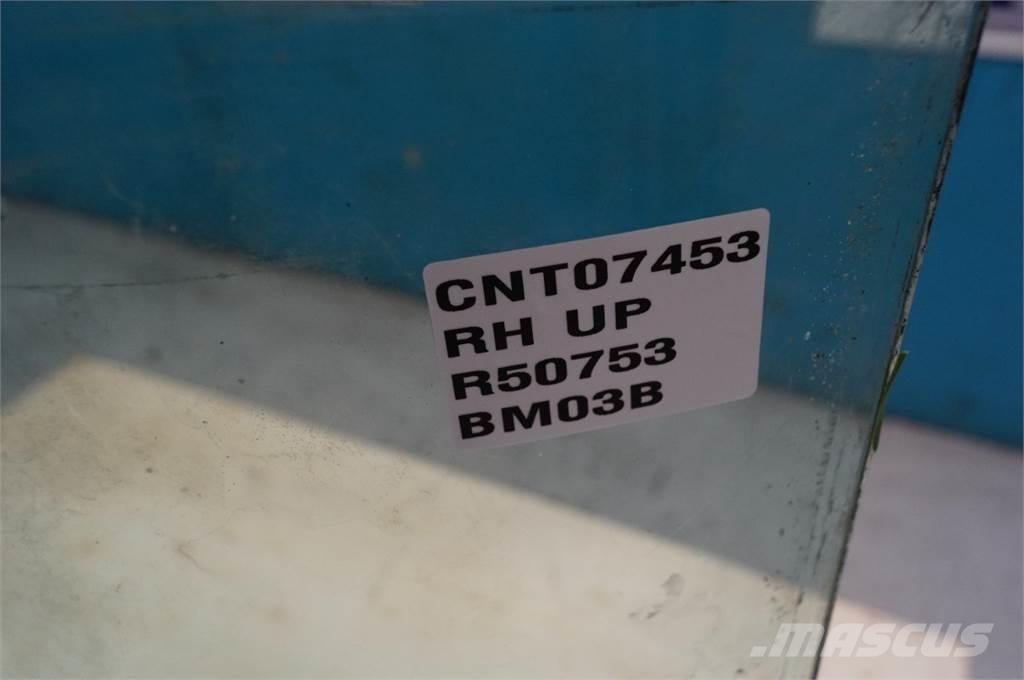 CNT07453
RH UP
R50753
BM03B
.MASCUS